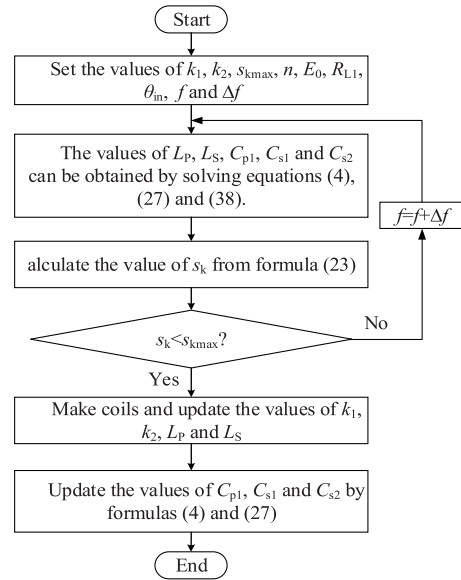 Start
Set the values of k1, k2, skmax, n, E0, RL1,
θin, f and Δf
The values of LP, LS, Cp1, Cs1 and Cs2
can be obtained by solving equations (4),
(27) and (38).
f=f+Δf
alculate the value of sk from formula (23)
sk<skmax?
No
Yes
Make coils and update the values of k1,
k2, LP and LS
Update the values of Cp1, Cs1 and Cs2 by
formulas (4) and (27)
End